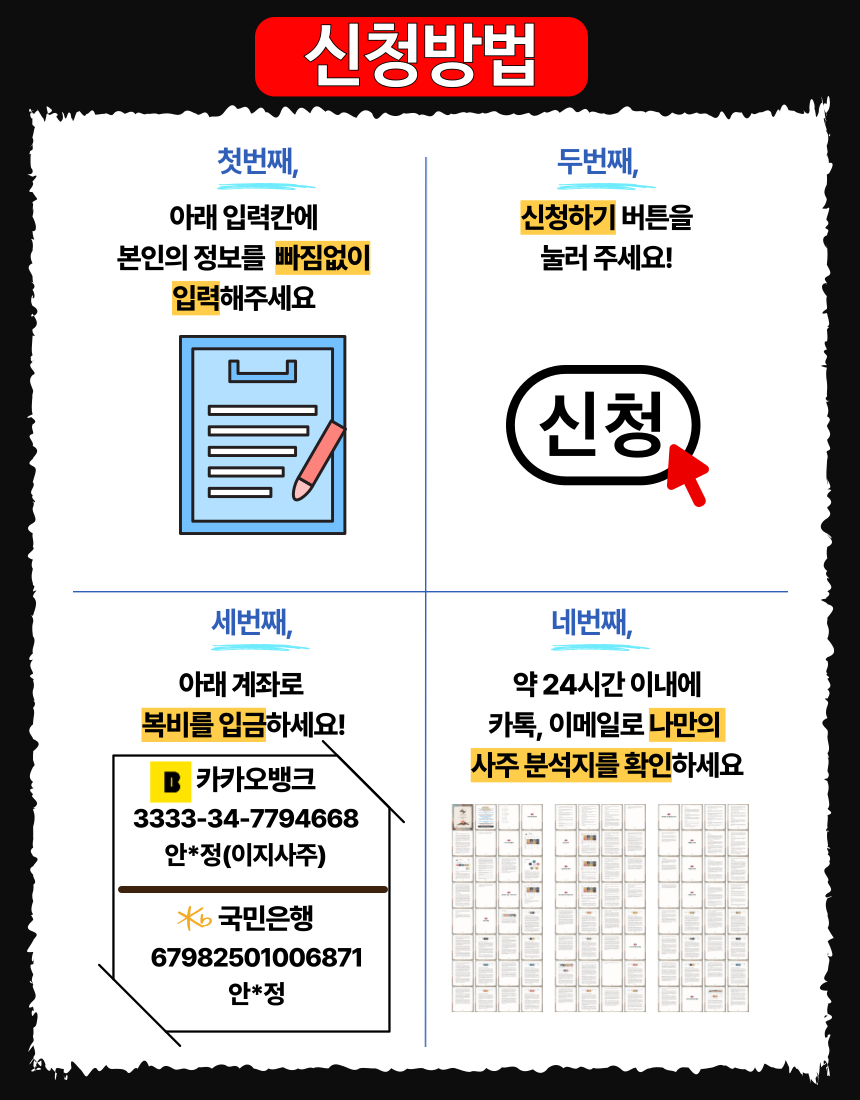 신청방법
첫번째,
아래 입력칸에
본인의 정보를 빠짐없이
입력해주세요
두번째,
신청하기 버튼을
눌러 주세요!
신청
세번째,
아래 계좌로
복비를 입금하세요!
B 카카오뱅크
3333-34-7794668
안*정(이지사주)
Kb 국민은행
67982501006871
안*정
네번째,
약 24시간 이내에
카톡, 이메일로 나만의
사주 분석지를 확인하세요